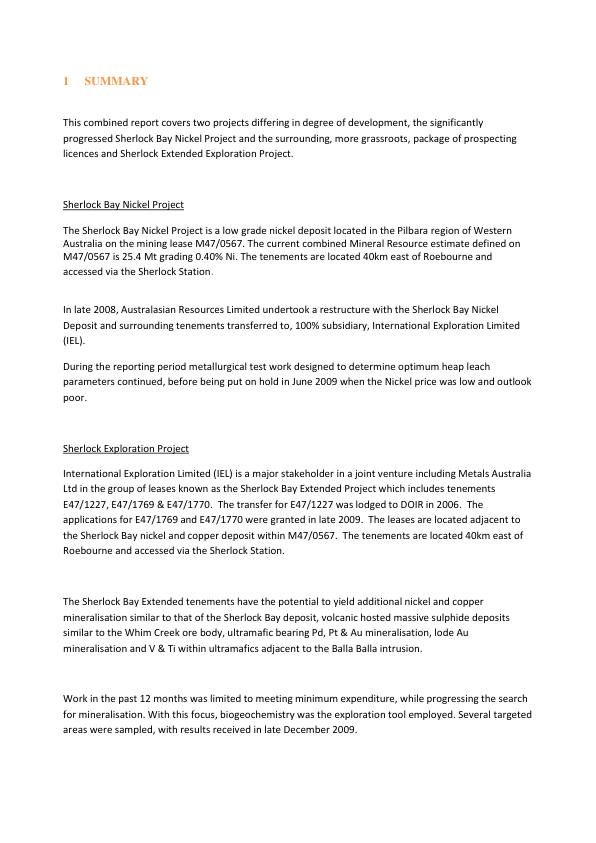 1 SUMMARY
This combined report covers two projects differing in degree of development, the significantly
progressed Sherlock Bay Nickel Project and the surrounding, more grassroots, package of prospecting
licences and Sherlock Extended Exploration Project.
Sherlock Bay Nickel Project
The Sherlock Bay Nickel Project is a low grade nickel deposit located in the Pilbara region of Western
Australia on the mining lease M47/0567. The current combined Mineral Resource estimate defined on
M47/0567 is 25.4 Mt grading 0.40% Ni. The tenements are located 40km east of Roebourne and
accessed via the Sherlock Station.
In late 2008, Australasian Resources Limited undertook a restructure with the Sherlock Bay Nickel
Deposit and surrounding tenements transferred to, 100% subsidiary, International Exploration Limited
(IEL).
During the reporting period metallurgical test work designed to determine optimum heap leach
parameters continued, before being put on hold in June 2009 when the Nickel price was low and outlook
poor.
Sherlock Exploration Project
International Exploration Limited (IEL) is a major stakeholder in a joint venture including Metals Australia
Ltd in the group of leases known as the Sherlock Bay Extended Project which includes tenements
E47/1227, E47/1769 & E47/1770. The transfer for E47/1227 was lodged to DOIR in 2006. The
applications for E47/1769 and E47/1770 were granted in late 2009. The leases are located adjacent to
the Sherlock Bay nickel and copper deposit within M47/0567. The tenements are located 40km east of
Roebourne and accessed via the Sherlock Station.
The Sherlock Bay Extended tenements have the potential to yield additional nickel and copper
mineralisation similar to that of the Sherlock Bay deposit, volcanic hosted massive sulphide deposits
similar to the Whim Creek ore body, ultramafic bearing Pd, Pt & Au mineralisation, lode Au
mineralisation and V & Ti within ultramafics adjacent to the Balla Balla intrusion.
Work in the past 12 months was limited to meeting minimum expenditure, while progressing the search
for mineralisation. With this focus, biogeochemistry was the exploration tool employed. Several targeted
areas were sampled, with results received in late December 2009.